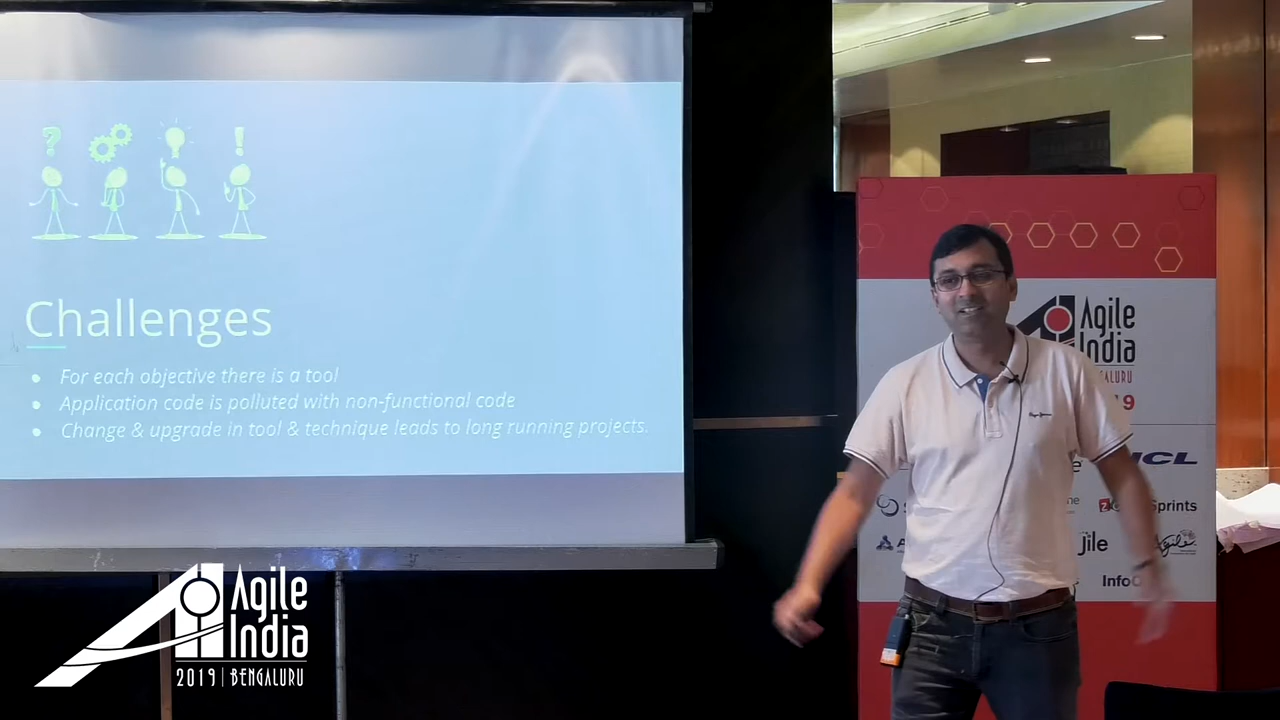 Challenges
For each objective there is a tool
Application code is polluted with non-functional code
Change & upgrade in tool & technique leads to long running projects.
Agile
India
2019 | BENGALURU
Agile
India
Sprints
jile
Agile